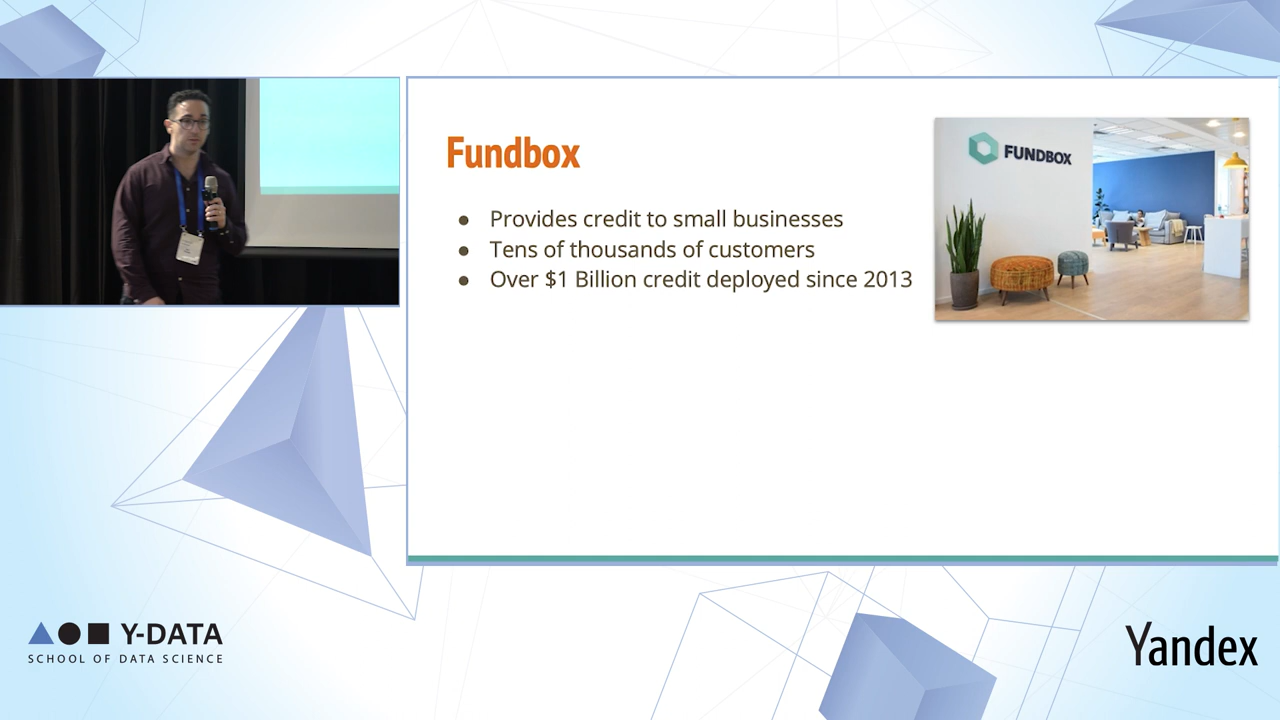 Fundbox
● Provides credit to small businesses
● Tens of thousands of customers
● Over $1 Billion credit deployed since 2013
FUNDBOX
Y-DATA
SCHOOL OF DATA SCIENCE
Yandex